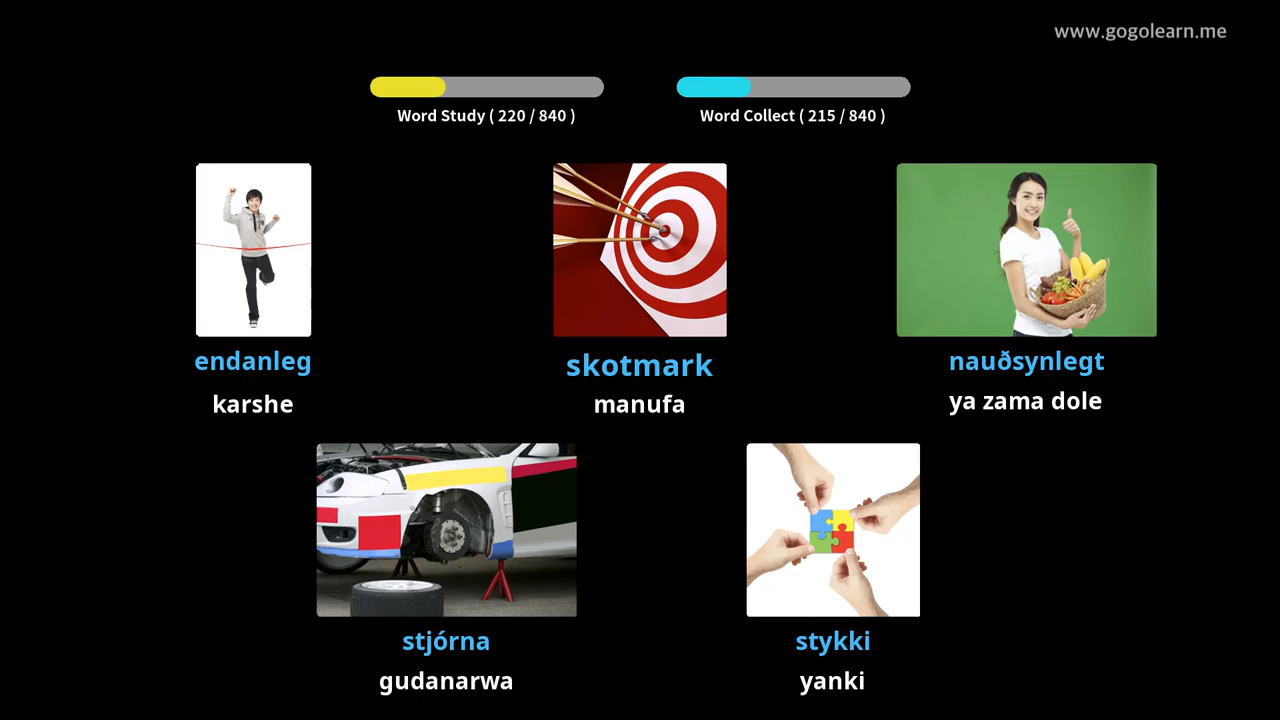 www.gogolearn.me
Word Study ( 220 / 840 )
Word Collect ( 215 / 840 )
endanleg
karshe
skotmark
manufa
nauðsynlegt
ya zama dole
stjórna
gudanarwa
stykki
yanki